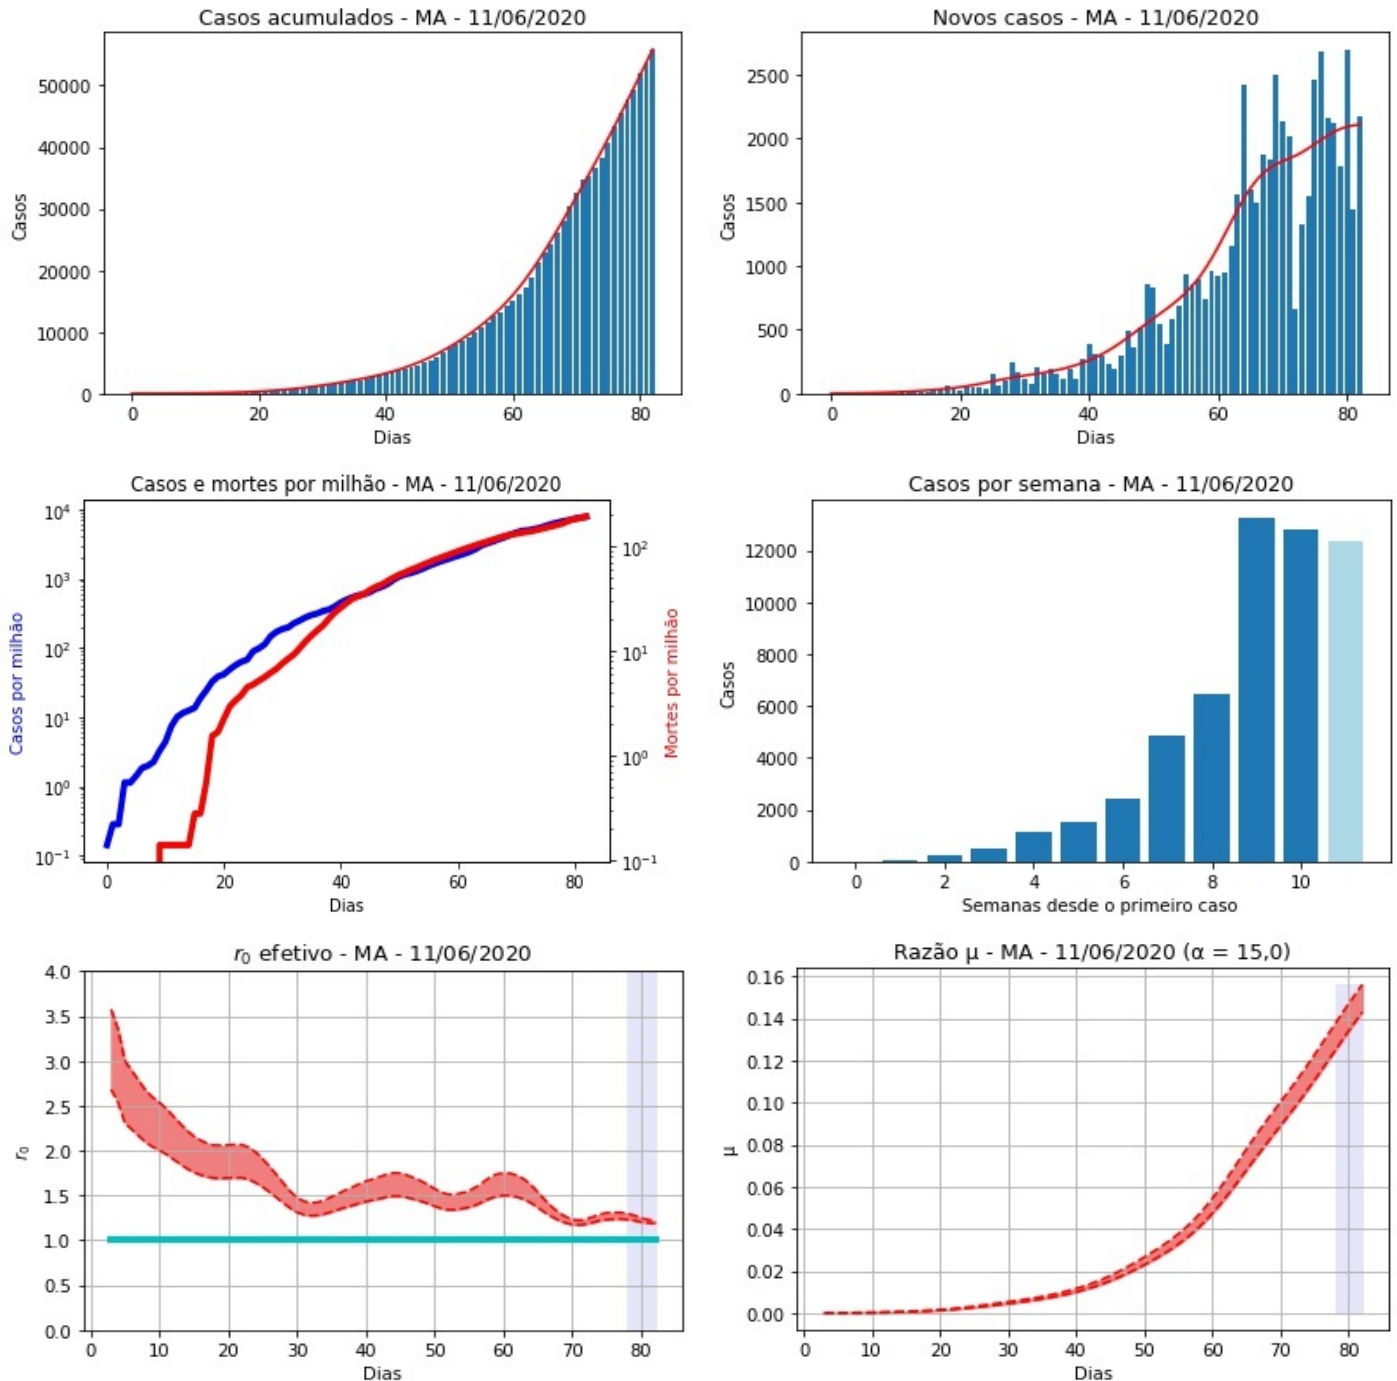 Casos acumulados - MA - 11/06/2020
Casos
50000
40000
30000
20000
10000
0
0 20 40 60 80
Dias
Novos casos - MA - 11/06/2020
Casos
2500
2000
1500
1000
500
0
0 20 40 60 80
Dias
Casos e mortes por milhão - MA - 11/06/2020
Casos por milhão
10⁴
10³
10²
10¹
10⁰
10⁻¹
10²
10¹
10⁰
10⁻¹
Mortes por milhão
0 20 40 60 80
Dias
Casos por semana - MA - 11/06/2020
Casos
12000
10000
8000
6000
4000
2000
0
0 2 4 6 8 10
Semanas desde o primeiro caso
r₀ efetivo - MA - 11/06/2020
r₀
4.0
3.5
3.0
2.5
2.0
1.5
1.0
0.5
0.0
0 10 20 30 40 50 60 70 80
Dias
Razão μ - MA - 11/06/2020 (α = 15,0)
μ
0.16
0.14
0.12
0.10
0.08
0.06
0.04
0.02
0.00
0 10 20 30 40 50 60 70 80
Dias